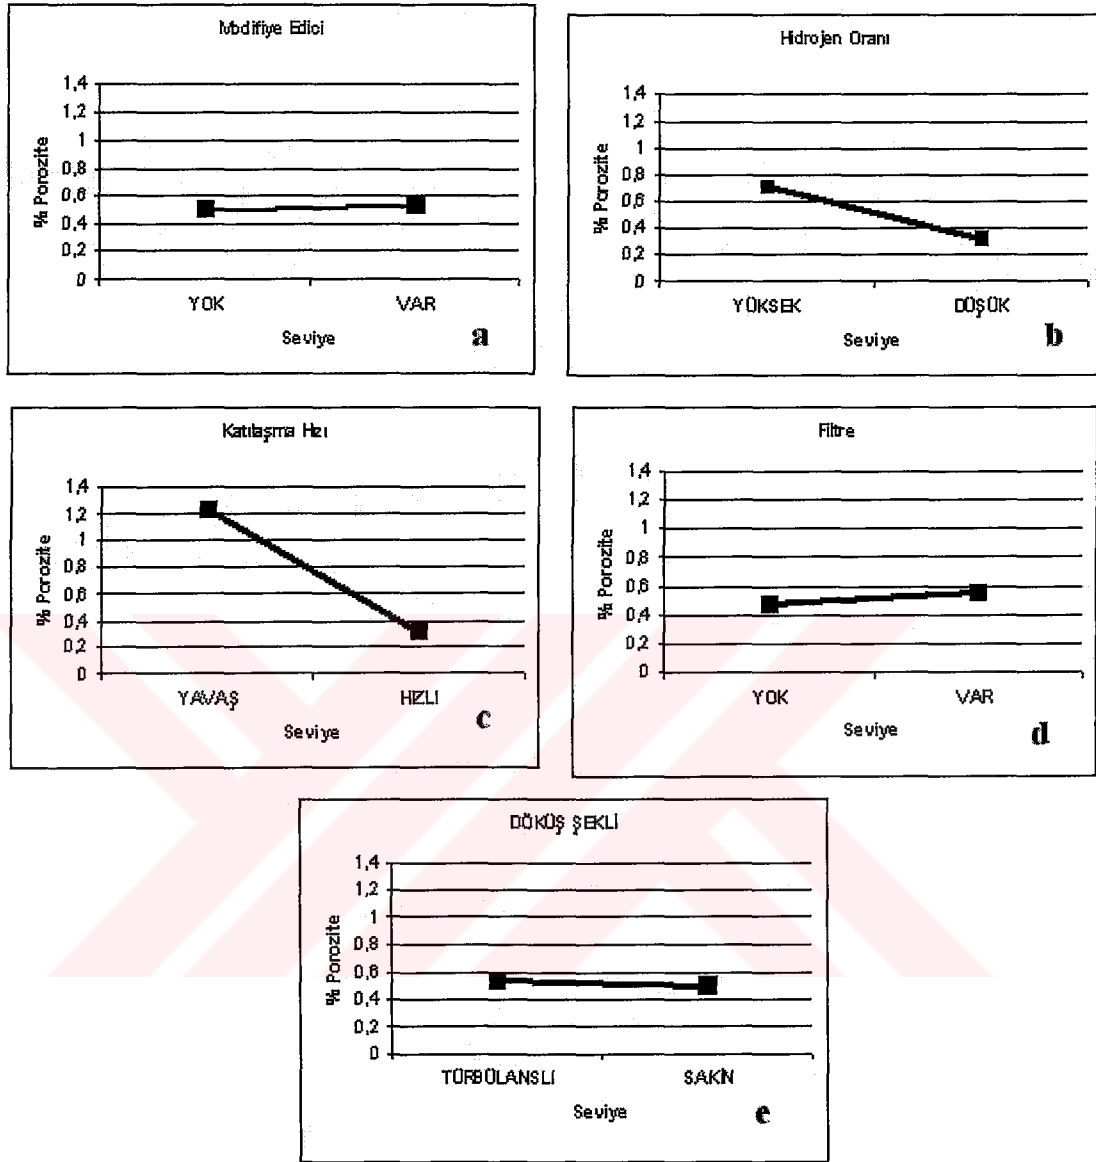 Modifiye Edici
% Porozite
1,4
1,2
1
0,8
0,6
0,4
0,2
0
YOK VAR
Seviye
a
Hidrojen Oranı
% Porozite
1,4
1,2
1
0,8
0,6
0,4
0,2
0
YÜKSEK DÜŞÜK
Seviye
b
Katılaşma Hızı
% Porozite
1,4
1,2
1
0,8
0,6
0,4
0,2
0
YAVAŞ HIZLI
Seviye
c
Filtre
% Porozite
1,4
1,2
1
0,8
0,6
0,4
0,2
0
YOK VAR
Seviye
d
DÖKÜŞ ŞEKLİ
% Porozite
1,4
1,2
1
0,8
0,6
0,4
0,2
0
TÜRBÜLANSLI SAKİN
Seviye
e